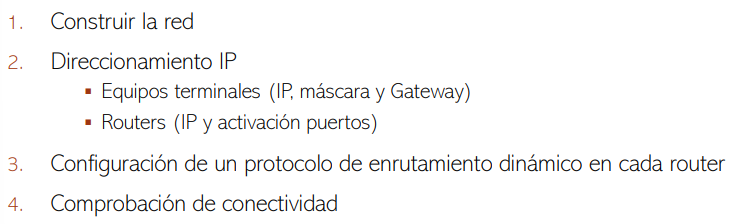 1. Construir la red
2. Direccionamiento IP
▪ Equipos terminales (IP, máscara y Gateway)
▪ Routers (IP y activación puertos)
3. Configuración de un protocolo de enrutamiento dinámico en cada router
4. Comprobación de conectividad